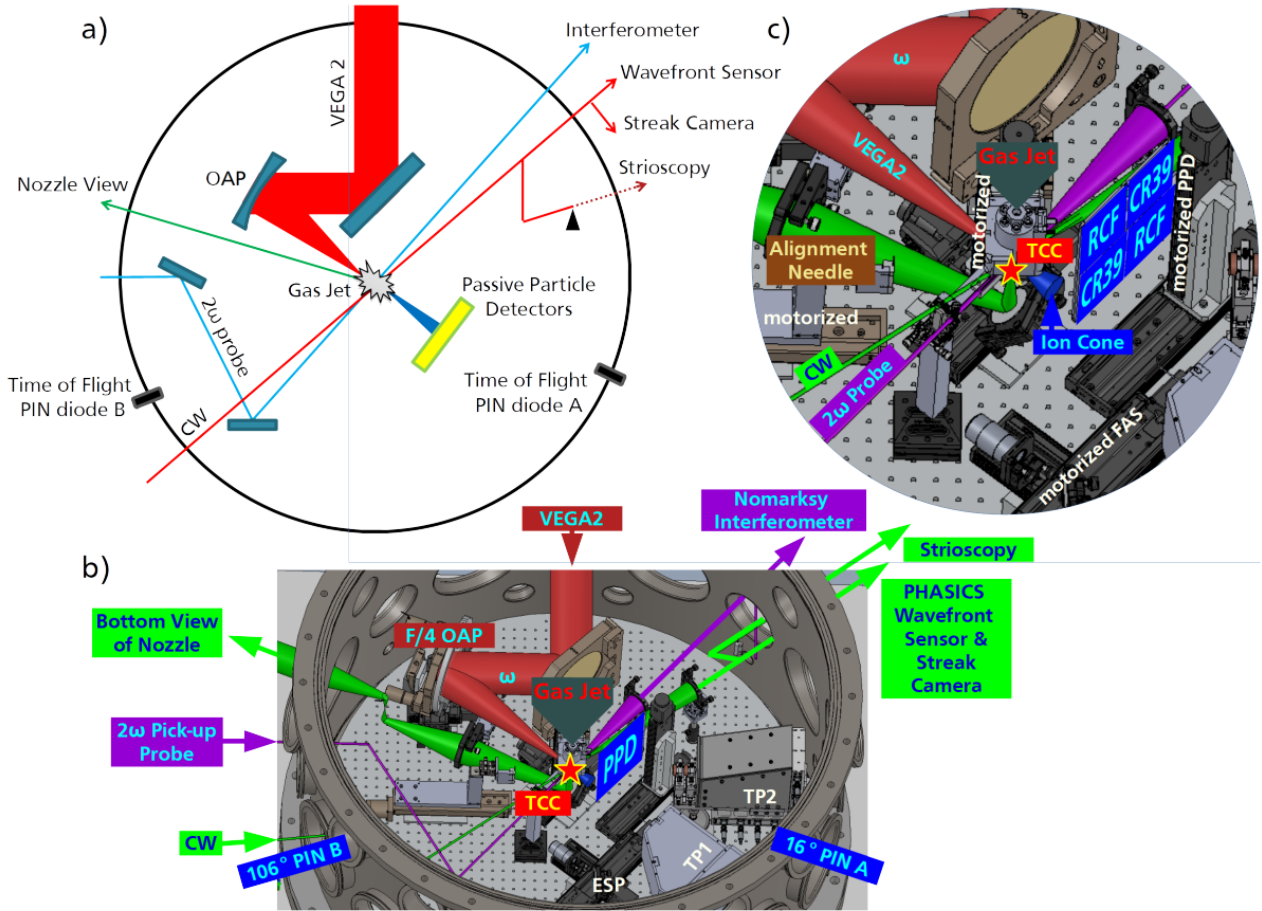 a)
VEGA 2
OAP
Nozzle View
Gas Jet
2ω probe
CW
Time of Flight
PIN diode B
Interferometer
Wavefront Sensor
Streak Camera
Strioscopy
Passive Particle
Detectors
Time of Flight
PIN diode A
c)
ω
VEGA2
Gas Jet
motorized
TCC
Alignment
Needle
motorized
CW
2ω Probe
Ion Cone
RCF
CR39
CR39
RCF
motorized PPD
motorized FAS
b)
VEGA2
Nomarksy
Interferometer
Strioscopy
PHASICS
Wavefront
Sensor &
Streak
Camera
Bottom View
of Nozzle
F/4 OAP
ω
Gas Jet
2ω Pick-up
Probe
PPD
TCC
TP2
TP1
ESP
CW
106° PIN B
16° PIN A